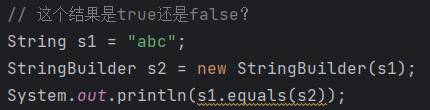 // 这个结果是true还是false?
String s1 = "abc";
StringBuilder s2 = new StringBuilder(s1);
System.out.println(s1.equals(s2));